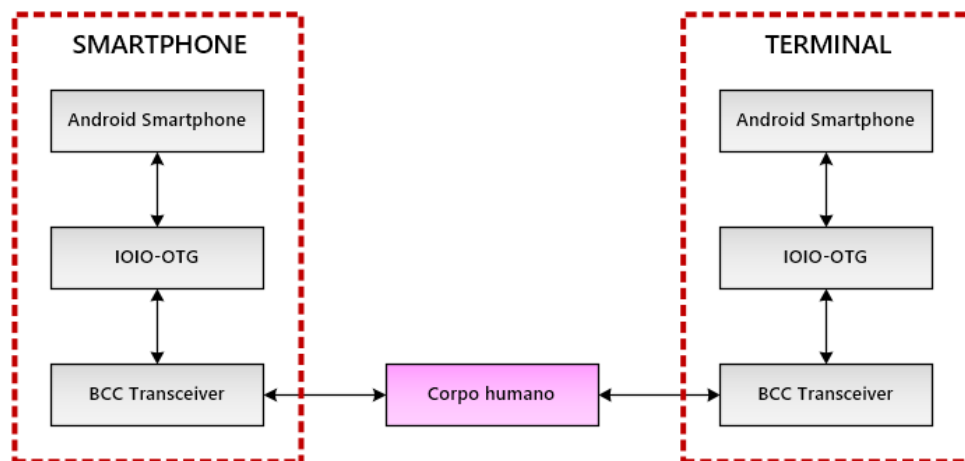 SMARTPHONE
Android Smartphone
IOIO-OTG
BCC Transceiver
Corpo humano
TERMINAL
Android Smartphone
IOIO-OTG
BCC Transceiver